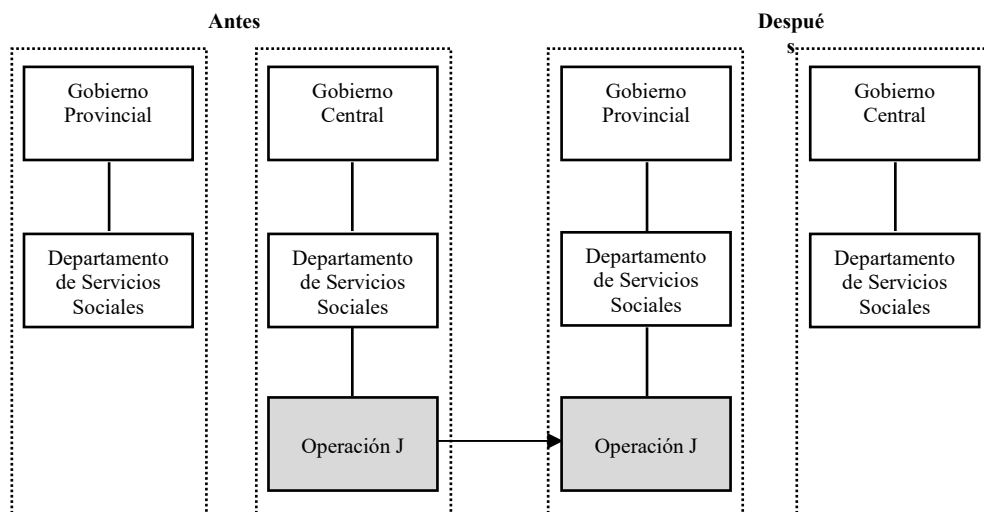 Antes
Despué
s
Gobierno
Provincial
Gobierno
Central
Gobierno
Provincial
Gobierno
Central
Departamento
de Servicios
Sociales
Departamento
de Servicios
Sociales
Departamento
de Servicios
Sociales
Departamento
de Servicios
Sociales
Operación J
Operación J